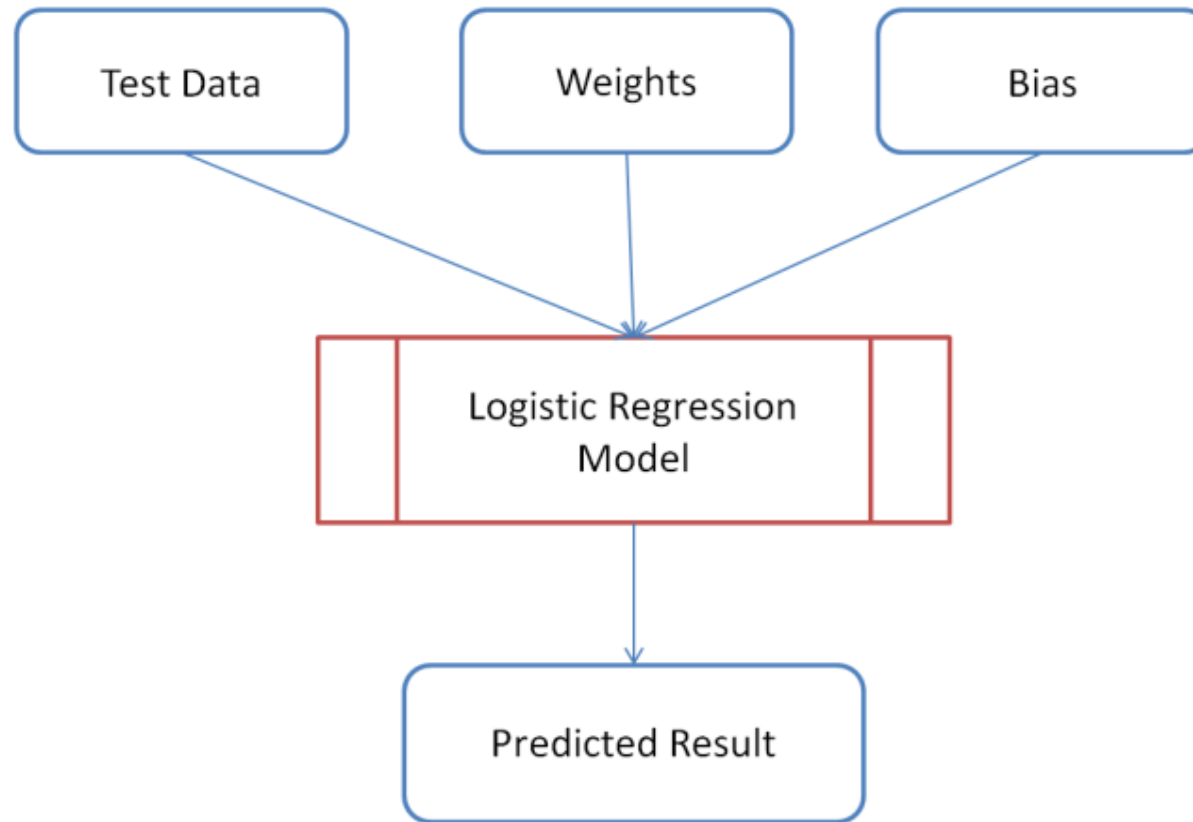 Test Data
Weights
Bias
Logistic Regression
Model
Predicted Result